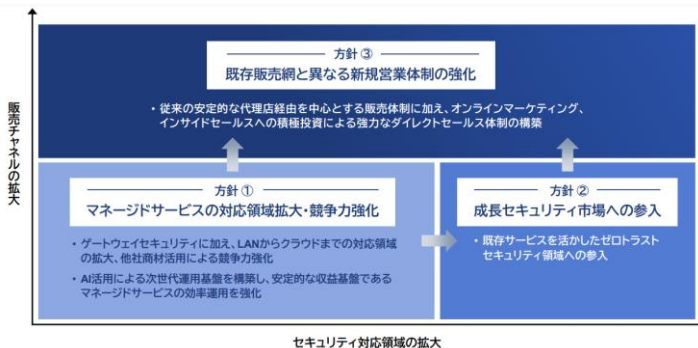 方針③
既存販売網と異なる新規営業体制の強化
・従来の安定的な代理店経由を中心とする販売体制に加え、オンラインマーケティング、
インサイドセールスへの積極投資による強力なダイレクトセールス体制の構築
販売チャネルの拡大
方針①
マネージドサービスの対応領域拡大・競争力強化
・ゲートウェイセキュリティに加え、LANからクラウドまでの対応領域
の拡大、他社商材活用による競争力強化
・AI活用による次世代運用基盤を構築し、安定的な収益基盤である
マネージドサービスの効率運用を強化
方針②
成長セキュリティ市場への参入
・既存サービスを活かしたゼロトラスト
セキュリティ領域への参入
セキュリティ対応領域の拡大